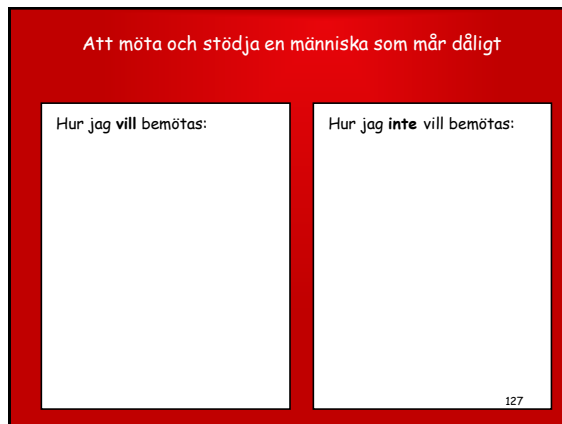 Att möta och stödja en människa som mår dåligt
Hur jag vill bemötas:
Hur jag inte vill bemötas:
127